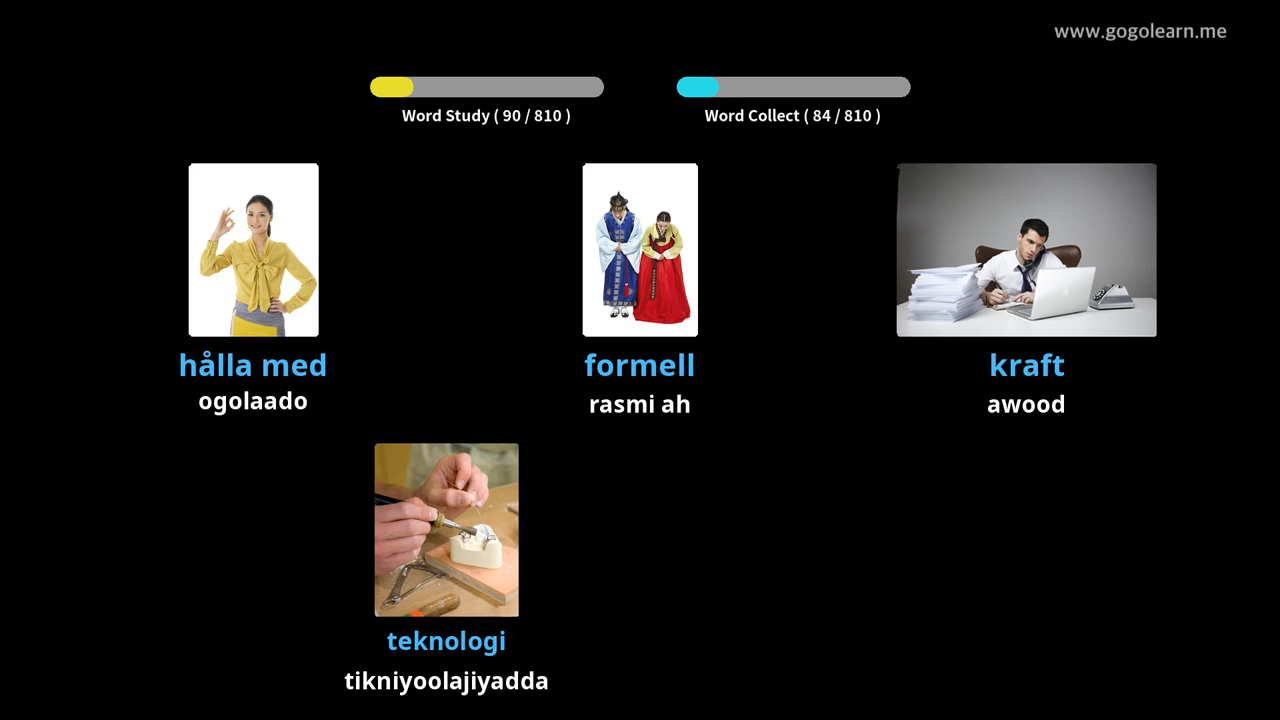 www.gogolearn.me
Word Study ( 90 / 810 )
Word Collect ( 84 / 810 )
hålla med
ogolaado
formell
rasmi ah
kraft
awood
teknologi
tikniyoolajiyadda